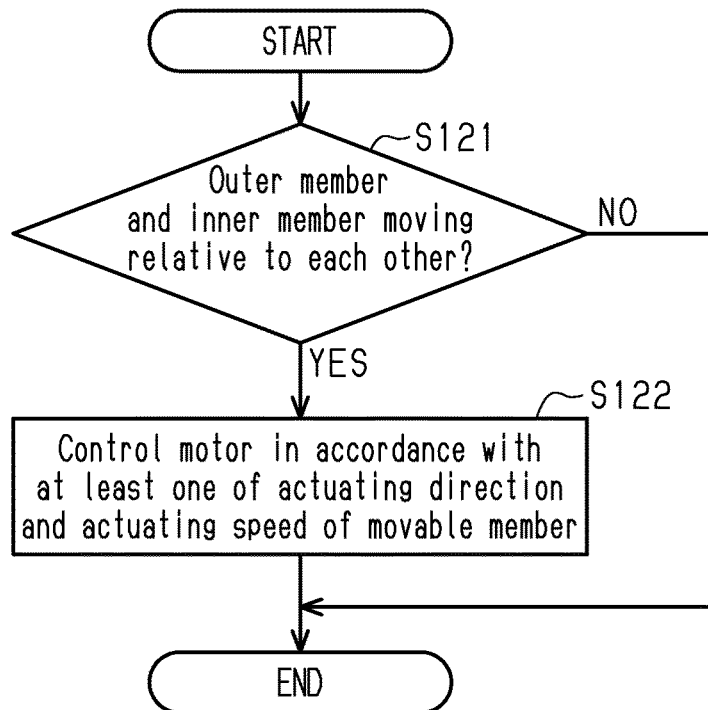 START
S121
Outer member
and inner member moving
relative to each other?
NO
YES
S122
Control motor in accordance with
at least one of actuating direction
and actuating speed of movable member
END